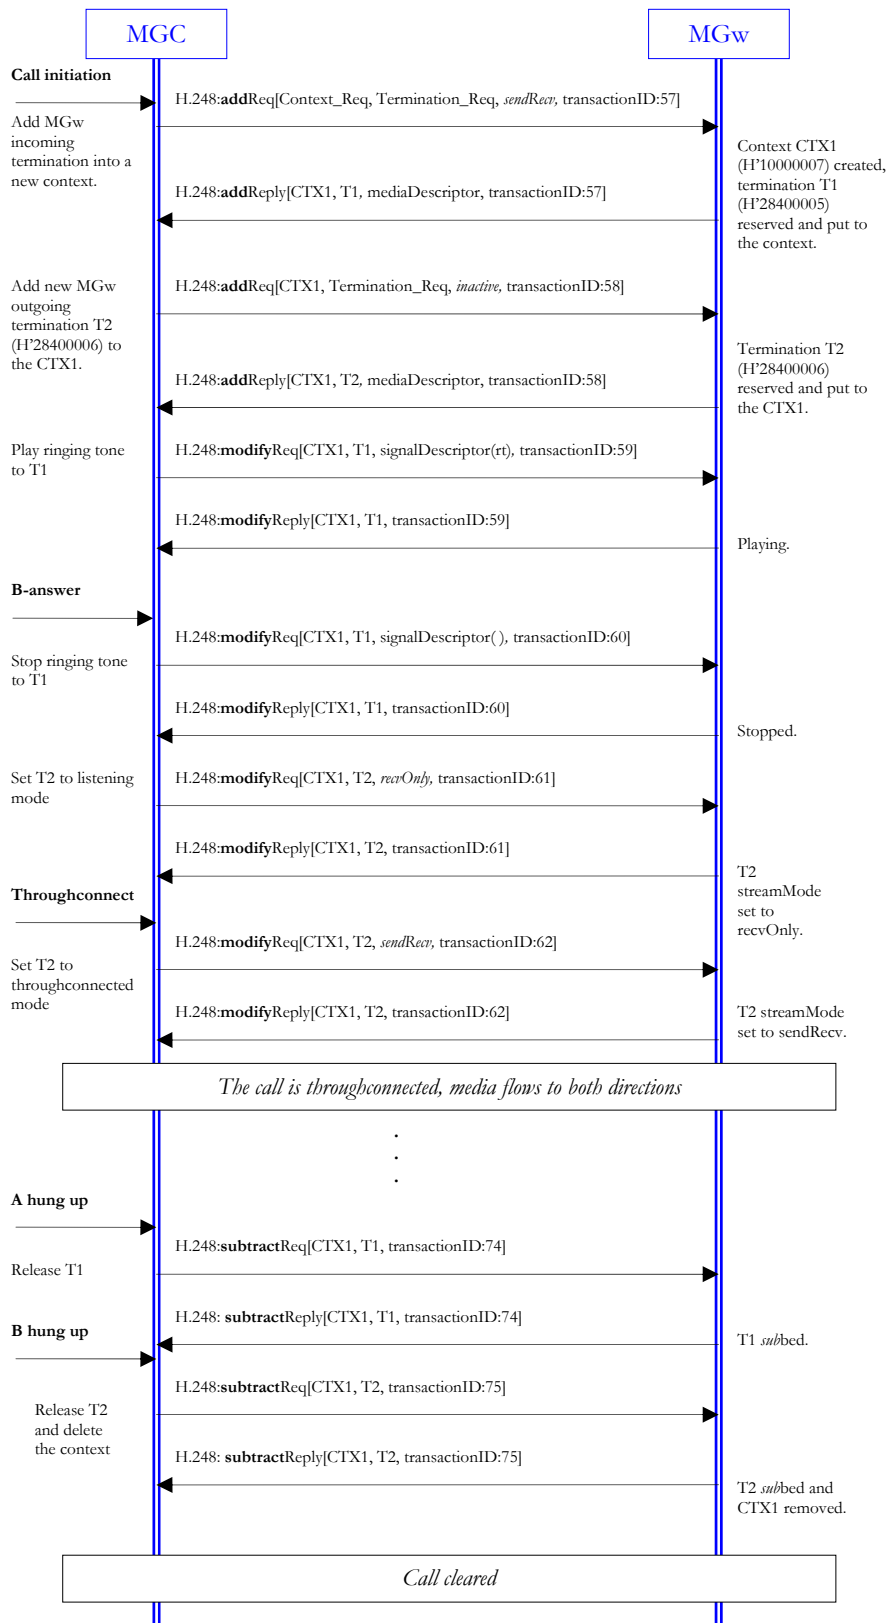 MGC
MGw
Call initiation
H.248:addReq[Context_Req, Termination_Req, sendRecv, transactionID:57]
Add MGw
incoming
termination into a
new context.
Context CTX1
(H'10000007) created,
termination T1
(H'28400005)
reserved and put to
the context.
H.248:addReply[CTX1, T1, mediaDescriptor, transactionID:57]
Add new MGw
outgoing
termination T2
(H'28400006) to
the CTX1.
H.248:addReq[CTX1, Termination_Req, inactive, transactionID:58]
Termination T2
(H'28400006)
reserved and put to
the CTX1.
H.248:addReply[CTX1, T2, mediaDescriptor, transactionID:58]
Play ringing tone
to T1
H.248:modifyReq[CTX1, T1, signalDescriptor(rt), transactionID:59]
H.248:modifyReply[CTX1, T1, transactionID:59]
Playing.
B-answer
H.248:modifyReq[CTX1, T1, signalDescriptor( ), transactionID:60]
Stop ringing tone
to T1
H.248:modifyReply[CTX1, T1, transactionID:60]
Stopped.
Set T2 to listening
mode
H.248:modifyReq[CTX1, T2, recvOnly, transactionID:61]
H.248:modifyReply[CTX1, T2, transactionID:61]
T2
streamMode
set to
recvOnly.
Throughconnect
H.248:modifyReq[CTX1, T2, sendRecv, transactionID:62]
Set T2 to
throughconnected
mode
H.248:modifyReply[CTX1, T2, transactionID:62]
T2 streamMode
set to sendRecv.
The call is throughconnected, media flows to both directions
.
.
.
A hung up
H.248:subtractReq[CTX1, T1, transactionID:74]
Release T1
H.248: subtractReply[CTX1, T1, transactionID:74]
T1 subbed.
B hung up
H.248:subtractReq[CTX1, T2, transactionID:75]
Release T2
and delete
the context
H.248: subtractReply[CTX1, T2, transactionID:75]
T2 subbed and
CTX1 removed.
Call cleared